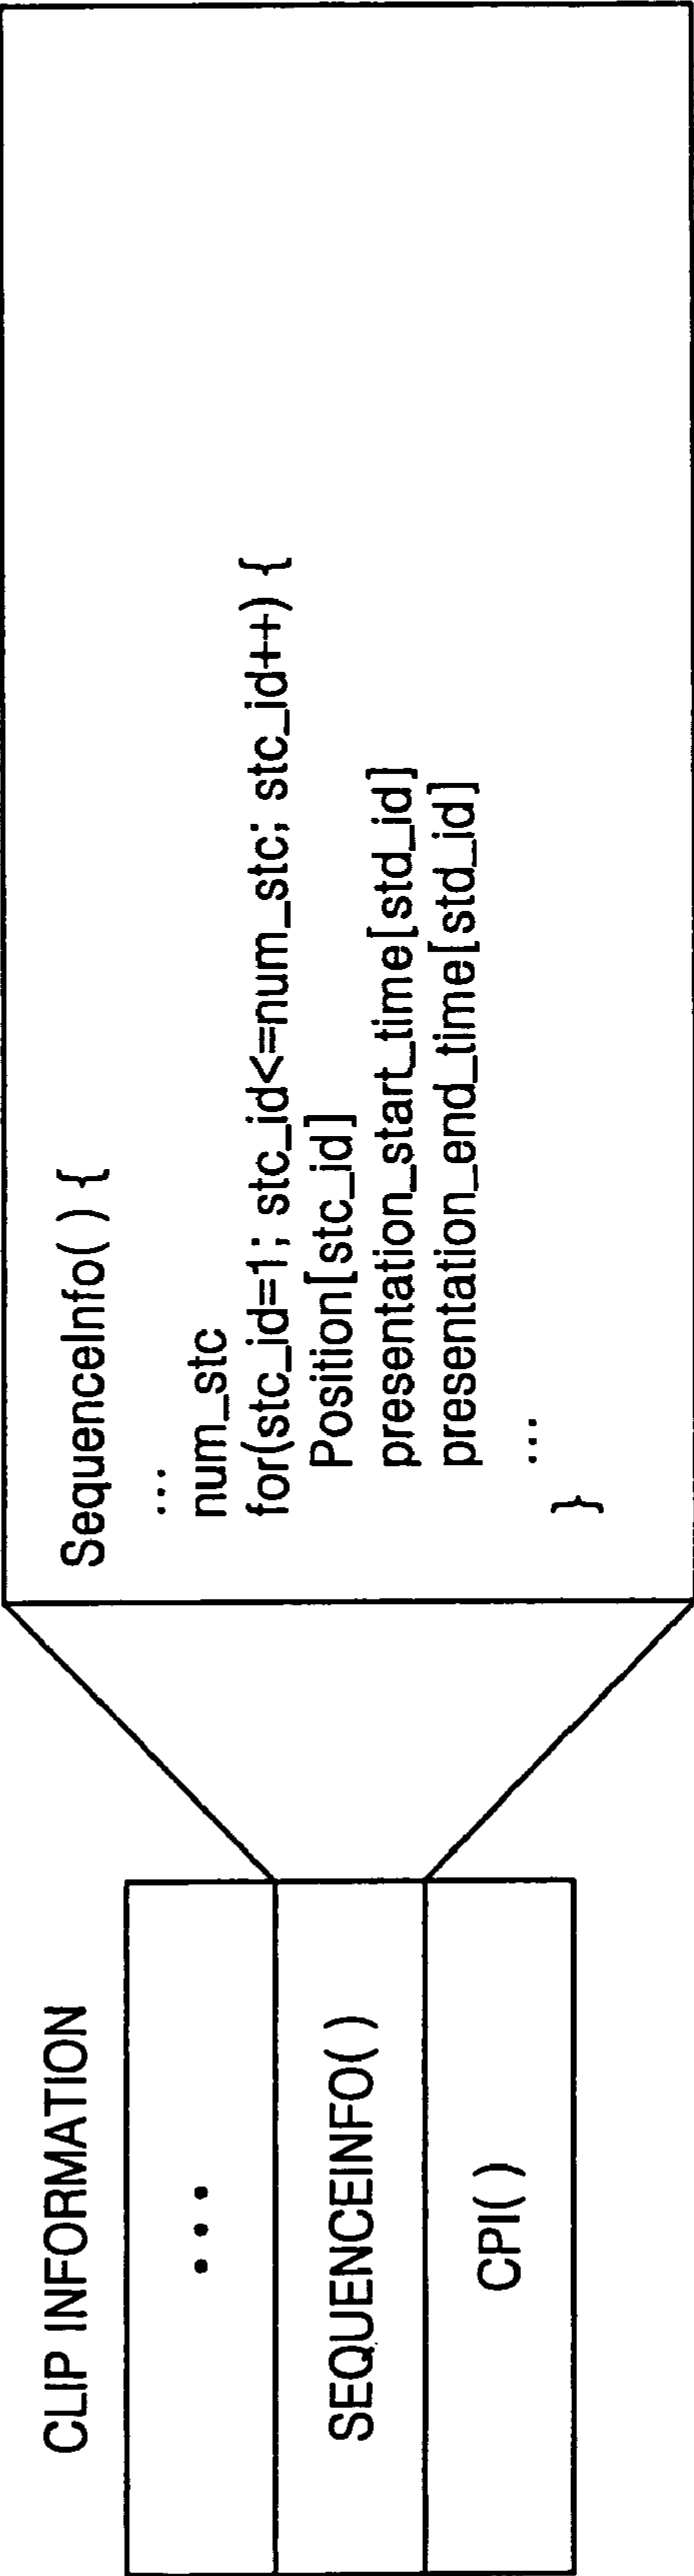 CLIP INFORMATION
...
SEQUENCEINFO( )
CPI( )
SequenceInfo( ) {
...
num_stc
for(stc_id=1; stc_id<=num_stc; stc_id++) {
Position[stc_id]
presentation_start_time[std_id]
presentation_end_time[std_id]
...
}